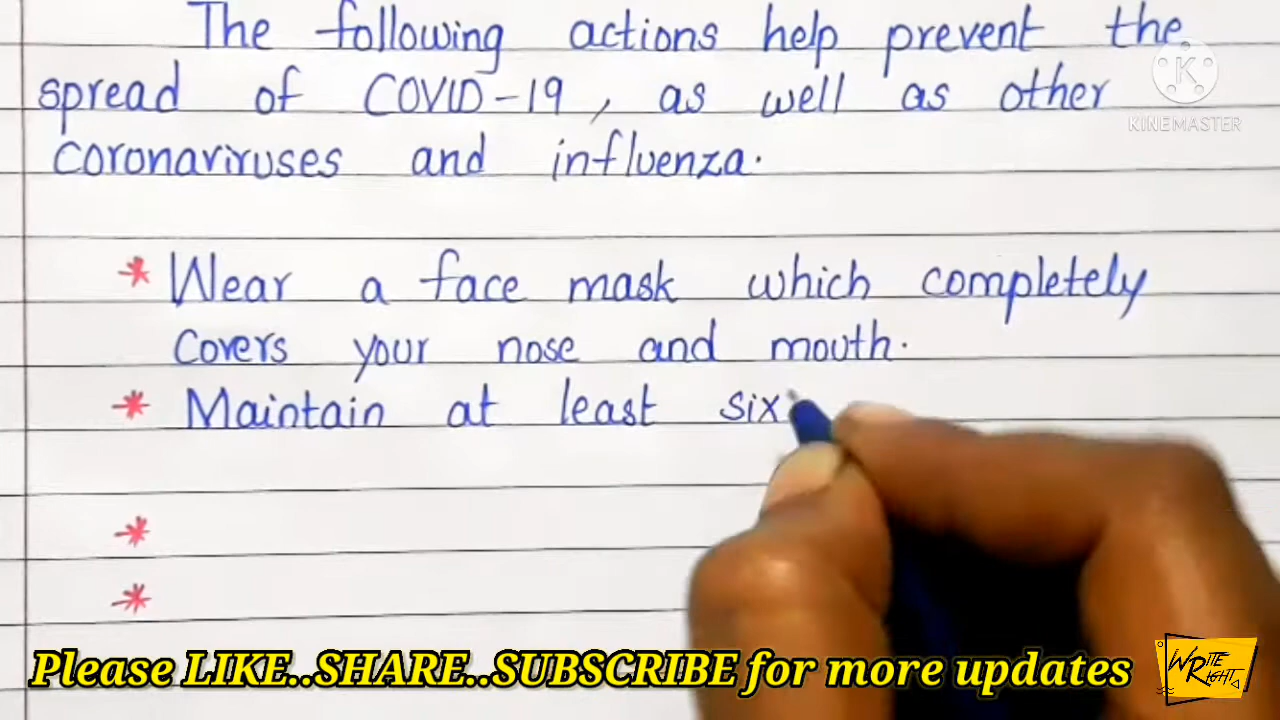 The following actions help prevent the
spread of COVID-19, as well as other
coronaviruses and influenza.
* Wear a face mask which completely
covers your nose and mouth.
* Maintain at least six
*
*
KINEMASTER
Please LIKE..SHARE..SUBSCRIBE for more updates
WRITE RIGHT